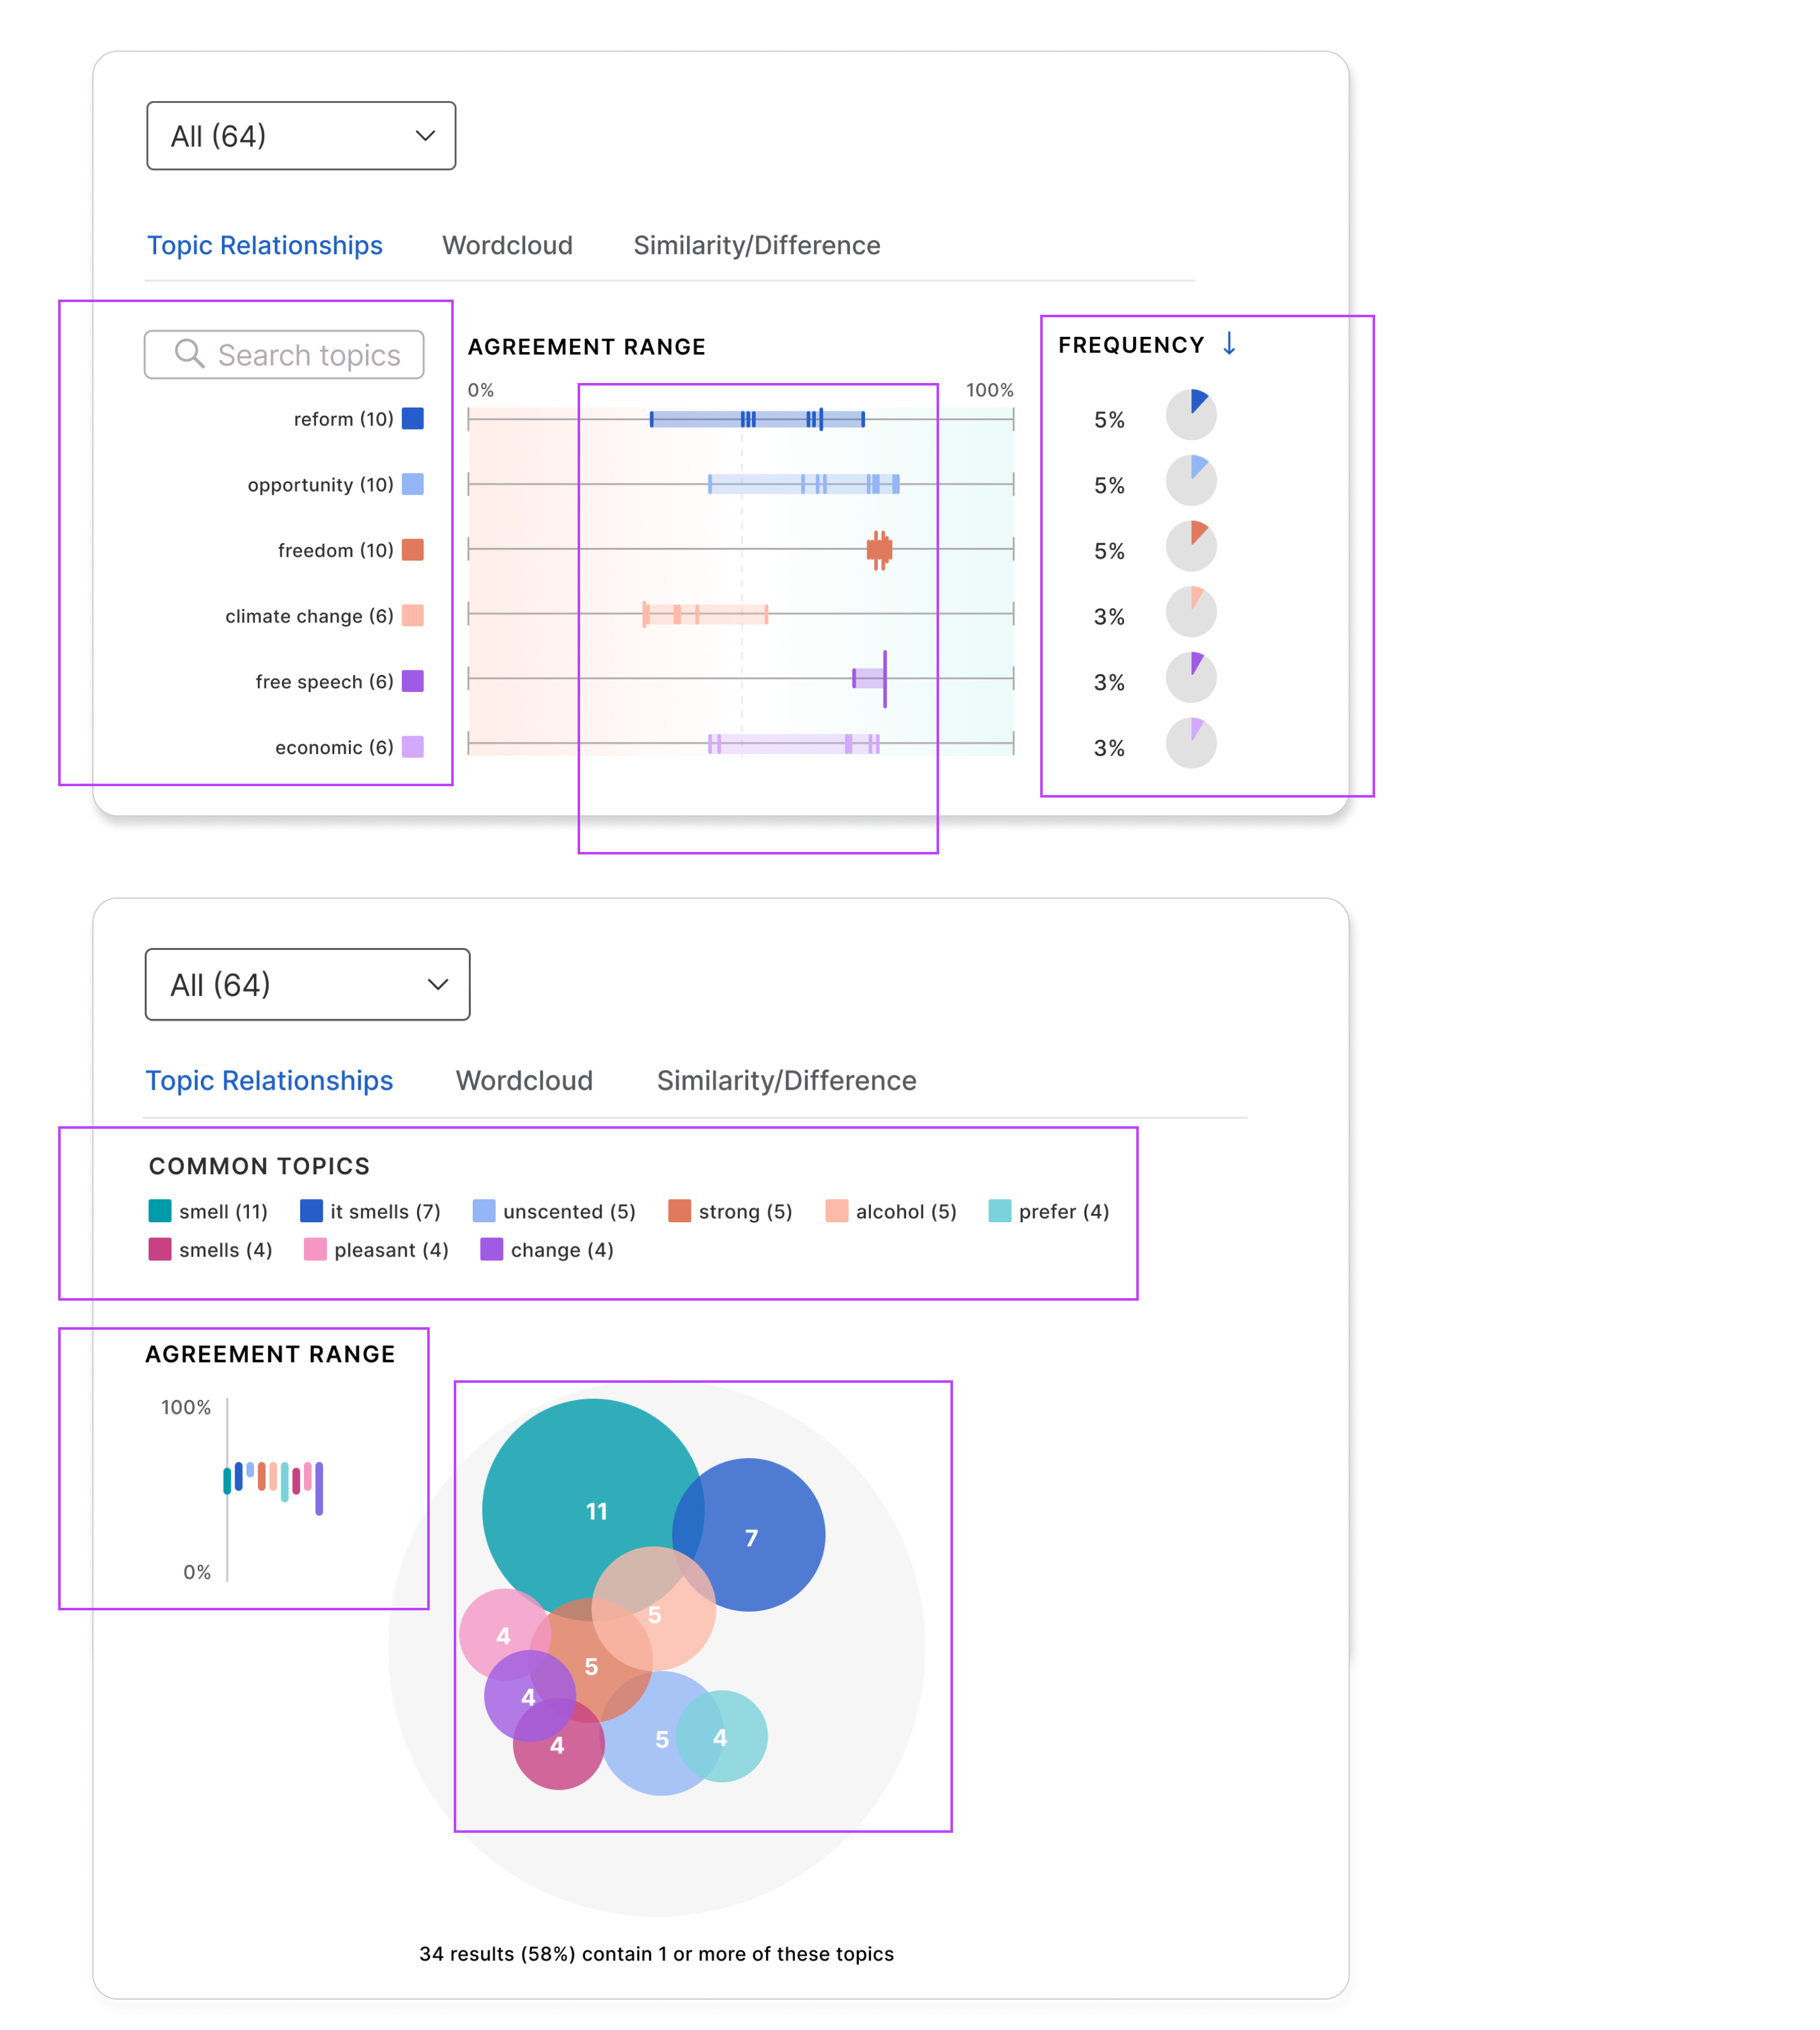 All (64)
Topic Relationships Wordcloud Similarity/Difference
Search topics AGREEMENT RANGE FREQUENCY ↓
0% 100%
reform (10) 5%
opportunity (10) 5%
freedom (10) 5%
climate change (6) 3%
free speech (6) 3%
economic (6) 3%
All (64)
Topic Relationships Wordcloud Similarity/Difference
COMMON TOPICS
smell (11) it smells (7) unscented (5) strong (5) alcohol (5) prefer (4)
smells (4) pleasant (4) change (4)
AGREEMENT RANGE
100%
0%
11
7
5
4
5
4
4
5
4
34 results (58%) contain 1 or more of these topics